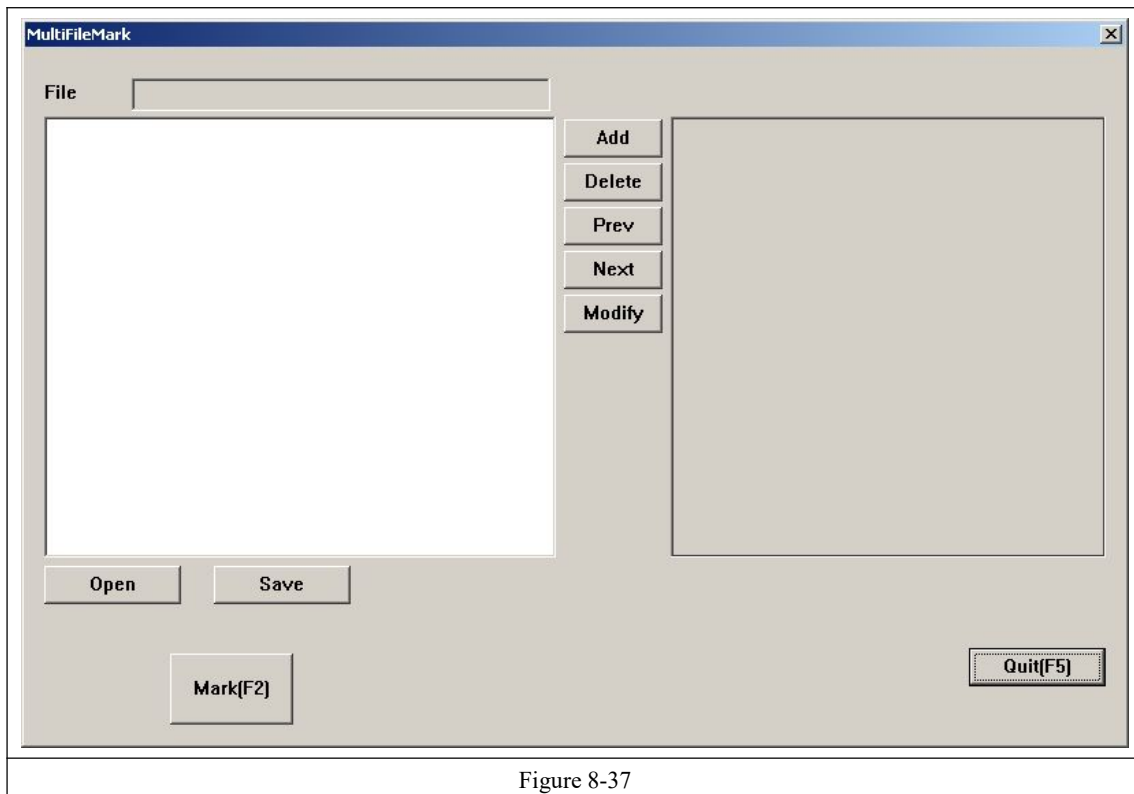 MultiFileMark
File
Add
Delete
Prev
Next
Modify
Open
Save
Mark(F2)
Quit(F5)
Figure 8-37